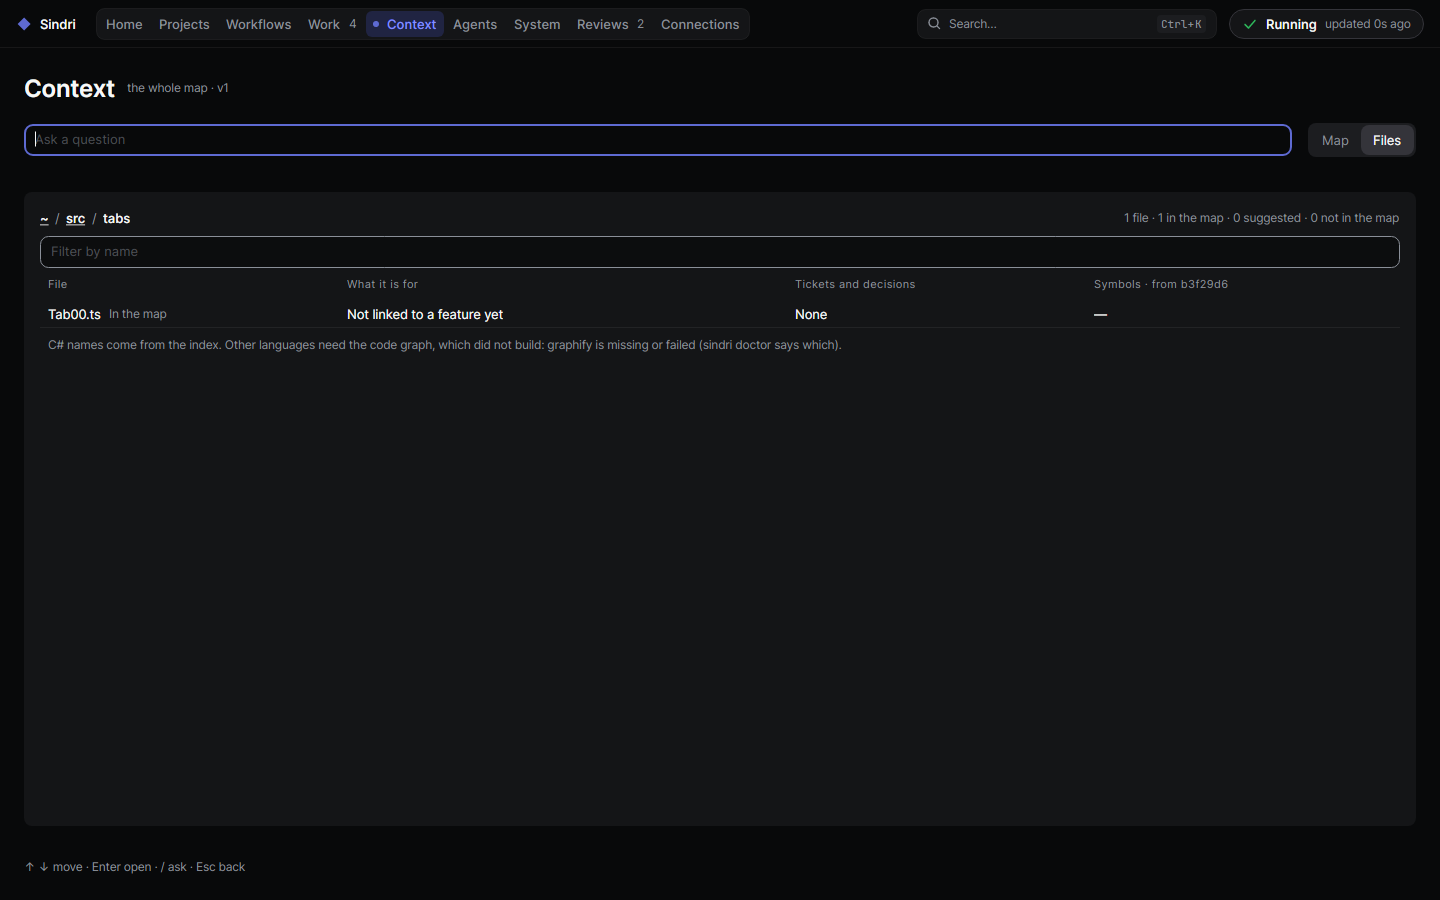 Sindri Home Projects Workflows Work 4 Context Agents System Reviews 2 Connections Search... Ctrl+K Running updated 0s ago
Context the whole map · v1
Ask a question Map Files
~ / src / tabs 1 file · 1 in the map · 0 suggested · 0 not in the map
Filter by name
File What it is for Tickets and decisions Symbols · from b3f29d6
Tab00.ts In the map Not linked to a feature yet None —
C# names come from the index. Other languages need the code graph, which did not build: graphify is missing or failed (sindri doctor says which).
↑ ↓ move · Enter open · / ask · Esc back